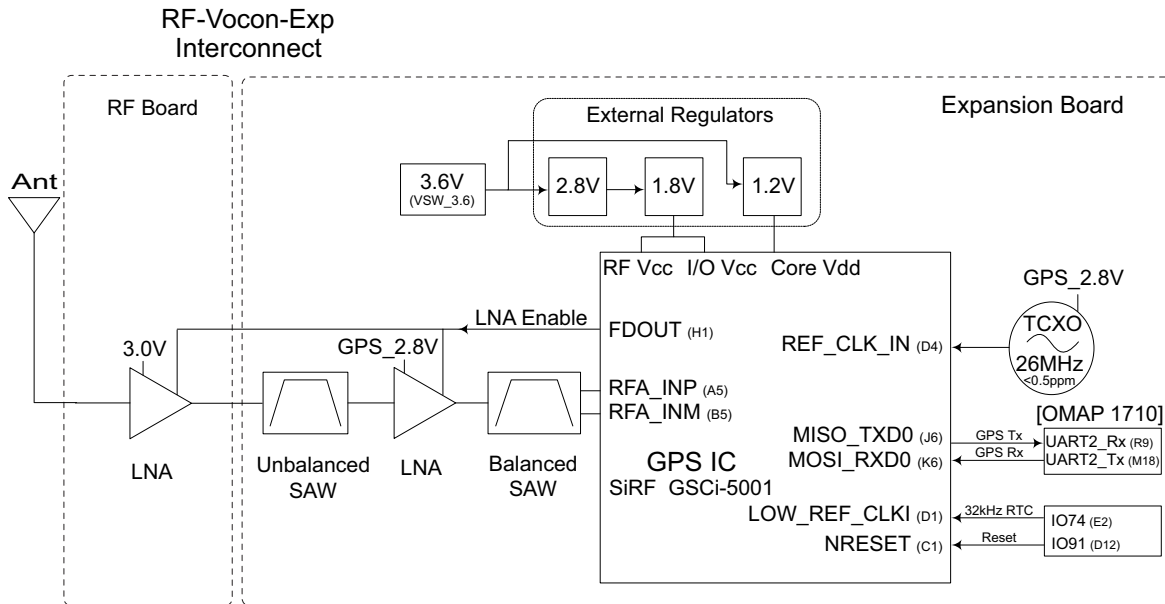 RF-Vocon-Exp
Interconnect
RF Board
Expansion Board
External Regulators
Ant
3.6V
(VSW_3.6)
2.8V
1.8V
1.2V
RF Vcc I/O Vcc Core Vdd
GPS_2.8V
LNA Enable
FDOUT (H1)
TCXO
REF_CLK_IN (D4)
26MHz
<0.5ppm
3.0V
GPS_2.8V
RFA_INP (A5)
RFA_INM (B5)
[OMAP 1710]
MISO_TXD0 (J6)
GPS Tx
UART2_Rx (R9)
MOSI_RXD0 (K6)
GPS Rx
UART2_Tx (M18)
LNA
Unbalanced
SAW
LNA
Balanced
SAW
GPS IC
SiRF GSCi-5001
LOW_REF_CLKI (D1)
32kHz RTC
IO74 (E2)
NRESET (C1)
Reset
IO91 (D12)